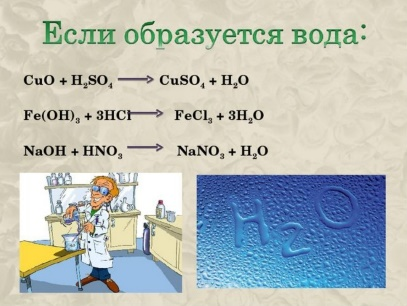 Если образуется вода:
CuO + H₂SO₄ → CuSO₄ + H₂O
Fe(OH)₃ + 3HCl → FeCl₃ + 3H₂O
NaOH + HNO₃ → NaNO₃ + H₂O
H₂O